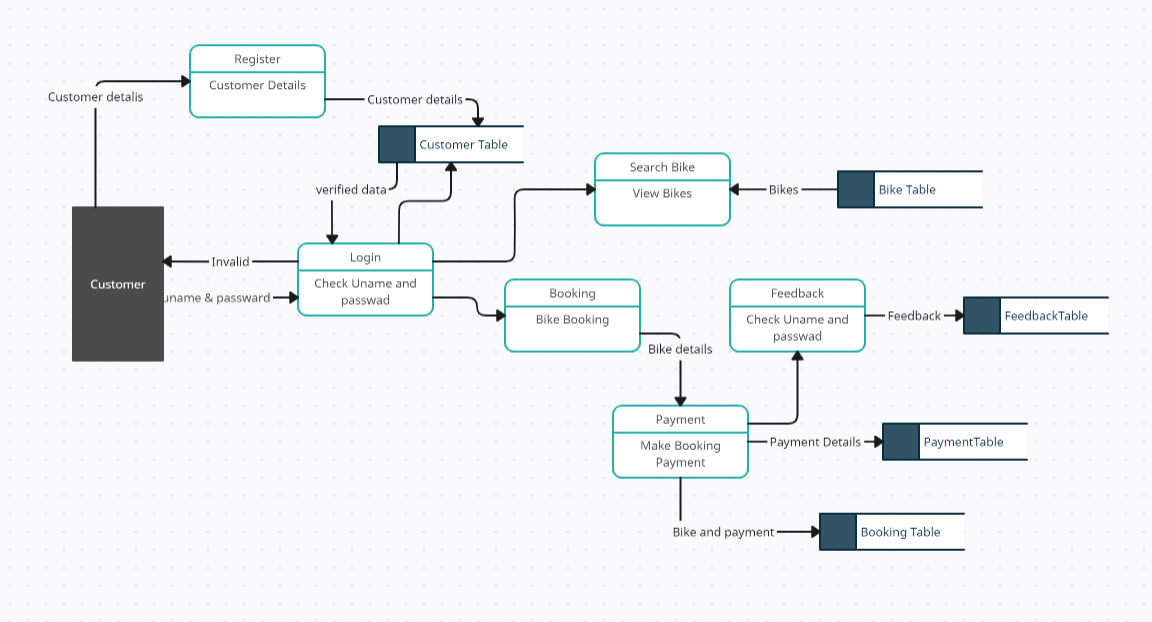 Register
Customer Details
Customer detalis
Customer details
Customer Table
verified data
Search Bike
View Bikes
Bikes
Bike Table
Customer
Invalid
uname & passward
Login
Check Uname and
passwad
Booking
Bike Booking
Bike details
Feedback
Check Uname and
passwad
Feedback
FeedbackTable
Payment
Make Booking
Payment
Payment Details
PaymentTable
Bike and payment
Booking Table